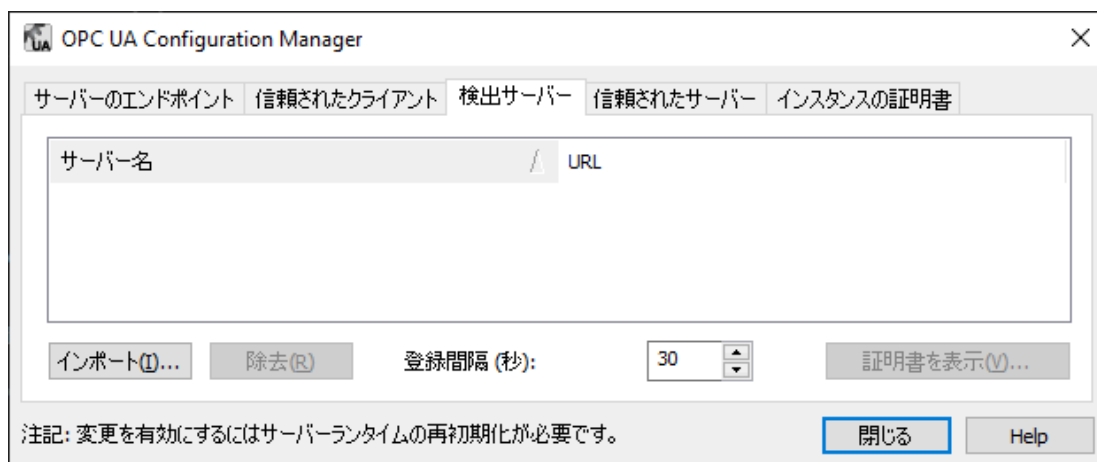 UA OPC UA Configuration Manager
サーバーのエンドポイント 信頼されたクライアント 検出サーバー 信頼されたサーバー インスタンスの証明書
サーバー名 URL
インポート(I)... 除去(R) 登録間隔 (秒): 30 証明書を表示(V)...
注記: 変更を有効にするにはサーバーランタイムの再初期化が必要です。 閉じる Help